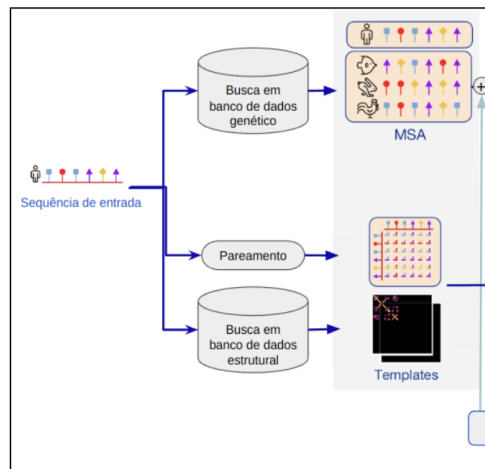 Busca em
banco de dados
genético
MSA
+
Sequência de entrada
Pareamento
Busca em
banco de dados
estrutural
Templates